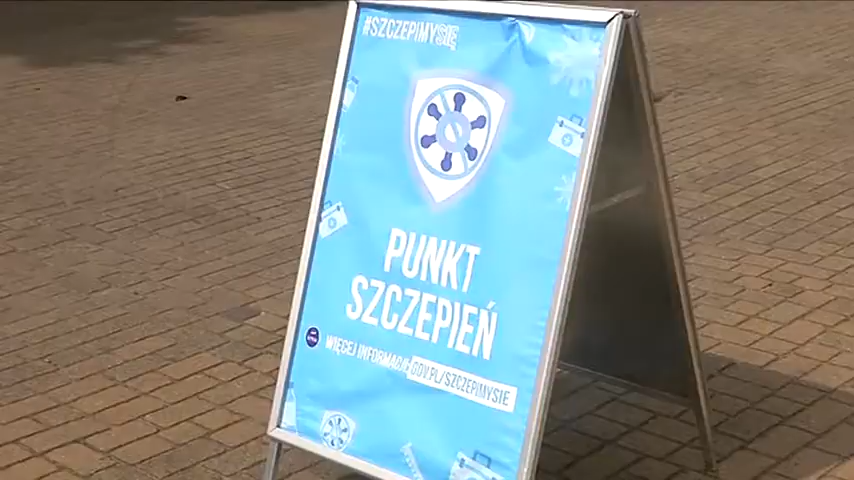 #SZCZEPIMYSIĘ
PUNKT
SZCZEPIEŃ
WIĘCEJ INFORMACJI: GOV.PL/SZCZEPIMYSIE